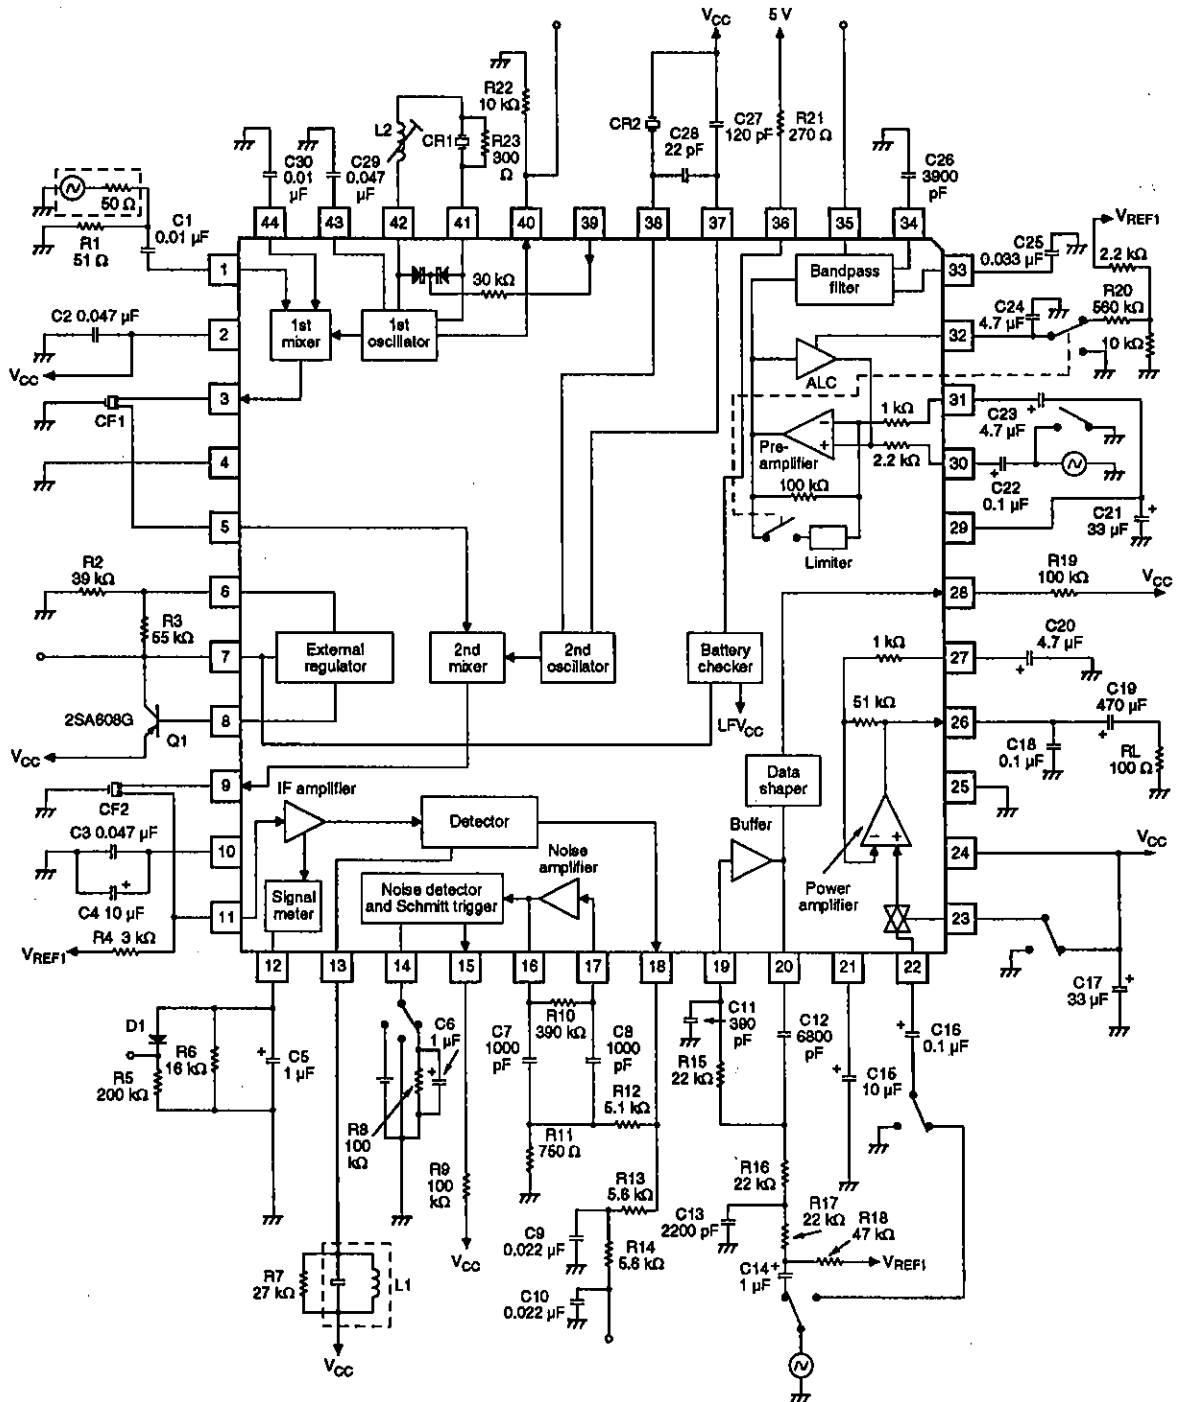 VCC
5 V
R22
10 kΩ
L2
CR1
R23
300
Ω
CR2
C28
22 pF
C27
120 pF
R21
270 Ω
C30
0.01
µF
C29
0.047
µF
C26
3900
pF
50 Ω
R1
51 Ω
C1
0.01 µF
44
43
42
41
40
39
38
37
36
35
34
VREF1
2.2 kΩ
C25
0.033 µF
R20
560 kΩ
C24
4.7 µF
10 kΩ
1
33
30 kΩ
Bandpass
filter
1st
mixer
1st
oscillator
C2 0.047 µF
2
32
VCC
ALC
CF1
3
31
1 kΩ
C23
4.7 µF
Pre-
amplifier
2.2 kΩ
4
30
C22
0.1 µF
100 kΩ
C21
33 µF
5
29
Limiter
R2
39 kΩ
6
28
R19
100 kΩ
VCC
R3
55 kΩ
External
regulator
2nd
mixer
2nd
oscillator
Battery
checker
1 kΩ
C20
4.7 µF
7
27
LFVCC
51 kΩ
2SA608G
Q1
8
26
C19
470 µF
VCC
C18
0.1 µF
RL
100 Ω
9
25
CF2
IF amplifier
Data
shaper
Detector
Buffer
C3 0.047 µF
10
24
VCC
Noise
amplifier
Power
amplifier
C4 10 µF
11
Signal
meter
Noise detector
and Schmitt trigger
23
VREF1
R4 3 kΩ
12
13
14
15
16
17
18
19
20
21
22
C17
33 µF
D1
R6
16 kΩ
R5
200 kΩ
C5
1 µF
C6
1 µF
C7
1000
pF
R10
390 kΩ
C8
1000
pF
C11
390
pF
C12
6800
pF
R15
22 kΩ
C15
10 µF
C16
0.1 µF
R12
5.1 kΩ
R8
100
kΩ
R9
100
kΩ
R11
750 Ω
R13
5.6 kΩ
R16
22 kΩ
C13
2200 pF
R17
22 kΩ
R18
47 kΩ
C9
0.022 µF
R14
5.6 kΩ
VREF1
C14
1 µF
VCC
R7
27 kΩ
L1
C10
0.022 µF
VCC